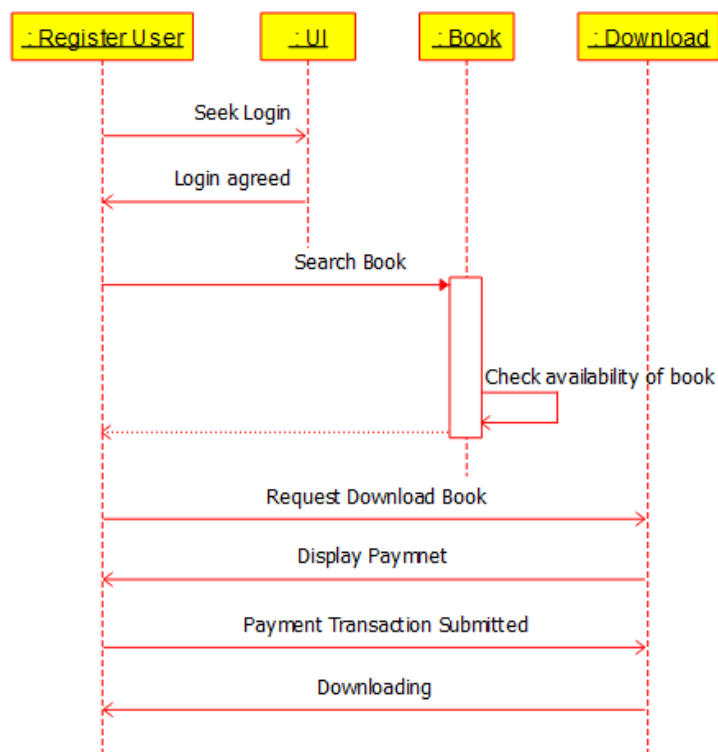 : Register User
: UI
: Book
: Download
Seek Login
Login agreed
Search Book
Check availability of book
Request Download Book
Display Paymnet
Payment Transaction Submitted
Downloading